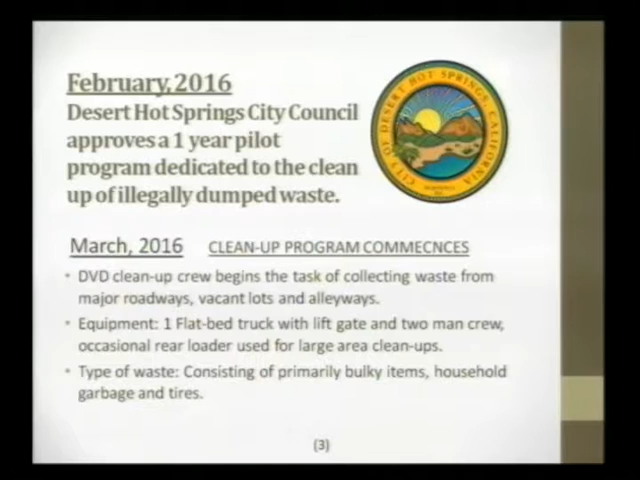 February, 2016
Desert Hot Springs City Council
approves a 1 year pilot
program dedicated to the clean
up of illegally dumped waste.
CITY OF DESERT HOT SPRINGS, CALIFORNIA
March, 2016 CLEAN-UP PROGRAM COMMECNCES
• DVD clean-up crew begins the task of collecting waste from
major roadways, vacant lots and alleyways.
• Equipment: 1 Flat-bed truck with lift gate and two man crew,
occasional rear loader used for large area clean-ups.
• Type of waste: Consisting of primarily bulky items, household
garbage and tires.
(3)